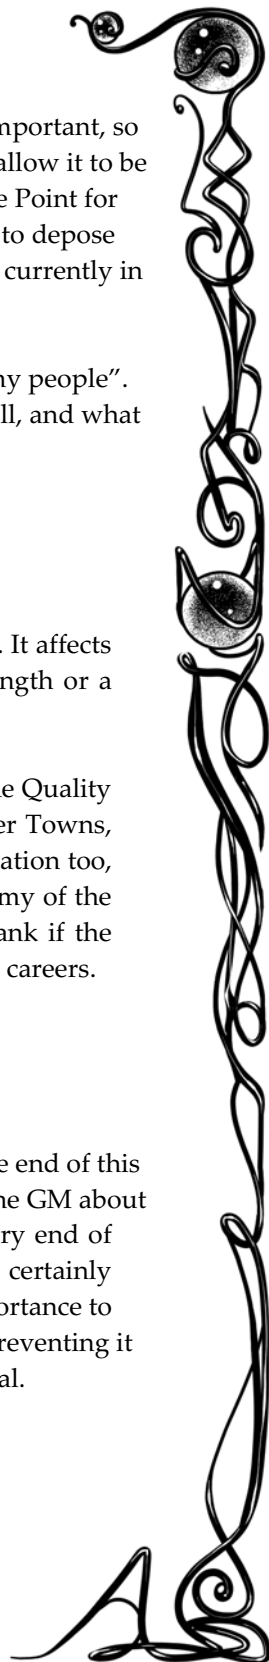 mportant, so
allow it to be
e Point for
to depose
currently in
ny people”.
ll, and what
. It affects
ngth or a
e Quality
er Towns,
ation too,
my of the
ank if the
careers.
e end of this
he GM about
ry end of
certainly
ortance to
reventing it
al.